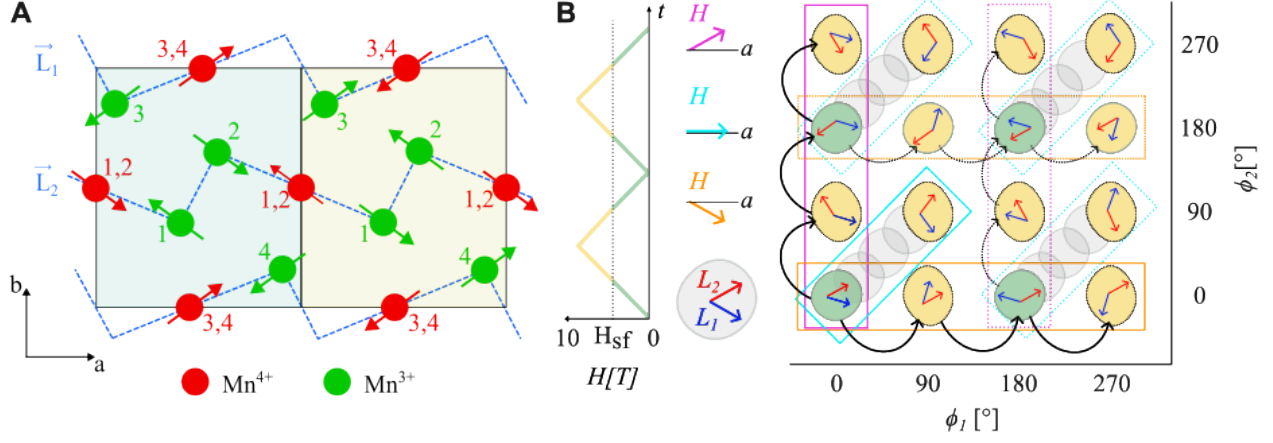 A
L₁
L₂
3,4
3,4
3
3
2
2
1,2
1,2
1,2
1
1
4
4
3,4
3,4
b
a
Mn⁴⁺
Mn³⁺
B
t
10 H_sf 0
H[T]
H
a
H
a
H
a
L₂
L₁
270
180
90
0
ϕ₂ [°]
0 90 180 270
ϕ₁ [°]